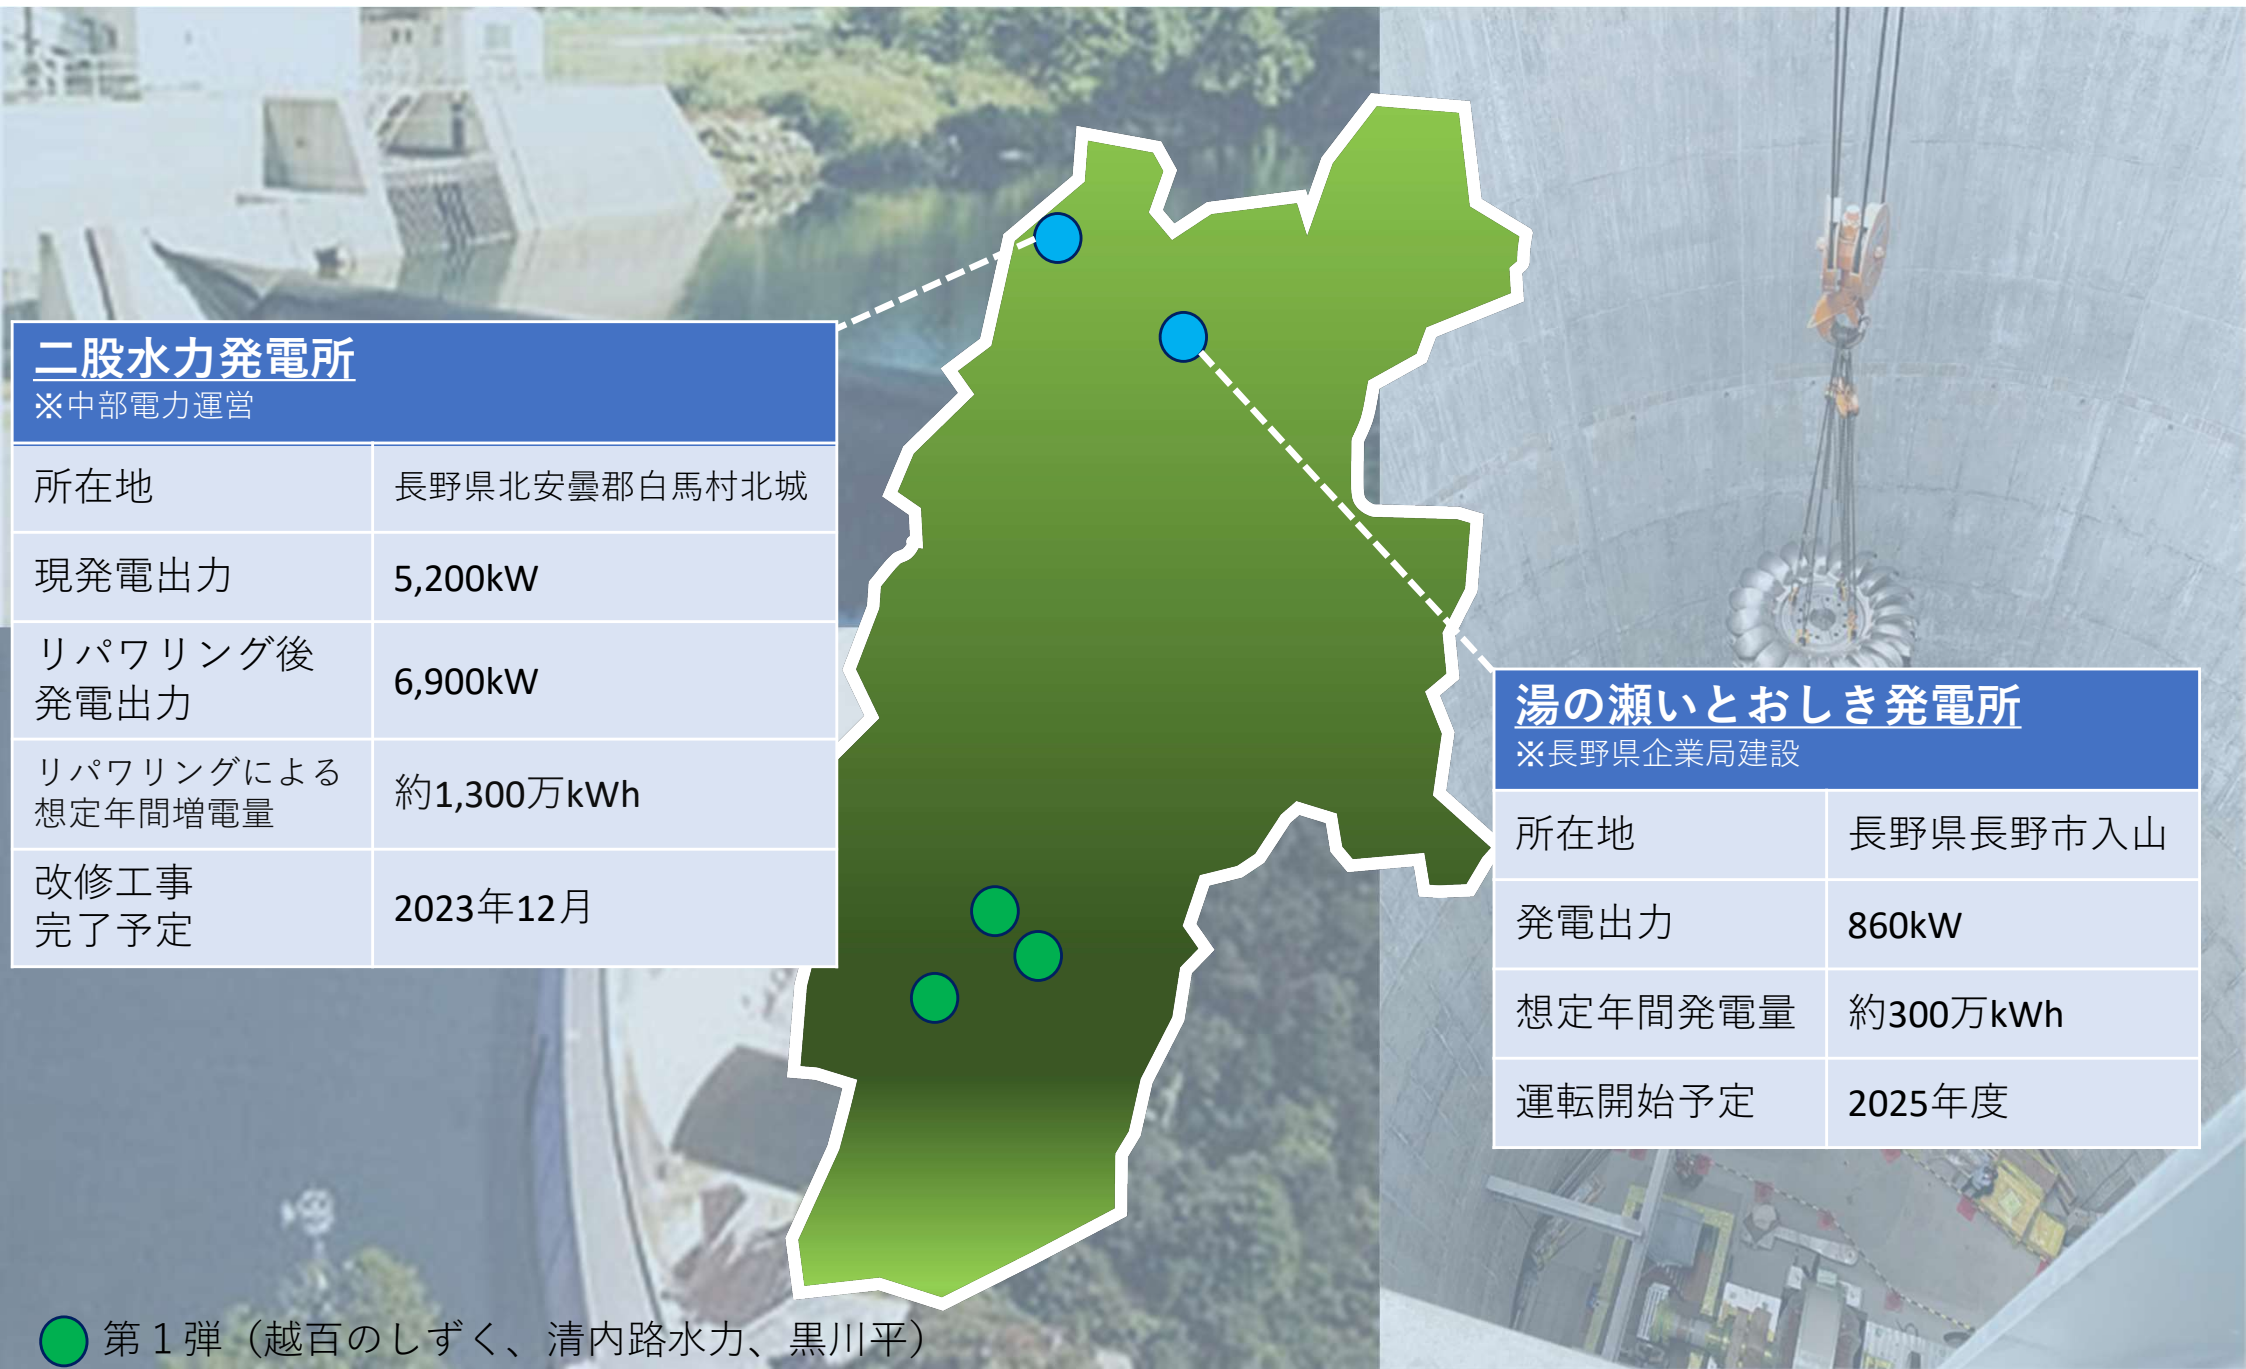 二股水力発電所
※中部電力運営
所在地 長野県北安曇郡白馬村北城
現発電出力 5,200kW
リパワリング後
発電出力 6,900kW
リパワリングによる
想定年間増電量 約1,300万kWh
改修工事
完了予定 2023年12月
湯の瀬いとおしき発電所
※長野県企業局建設
所在地 長野県長野市入山
発電出力 860kW
想定年間発電量 約300万kWh
運転開始予定 2025年度
第１弾（越百のしずく、清内路水力、黒川平）